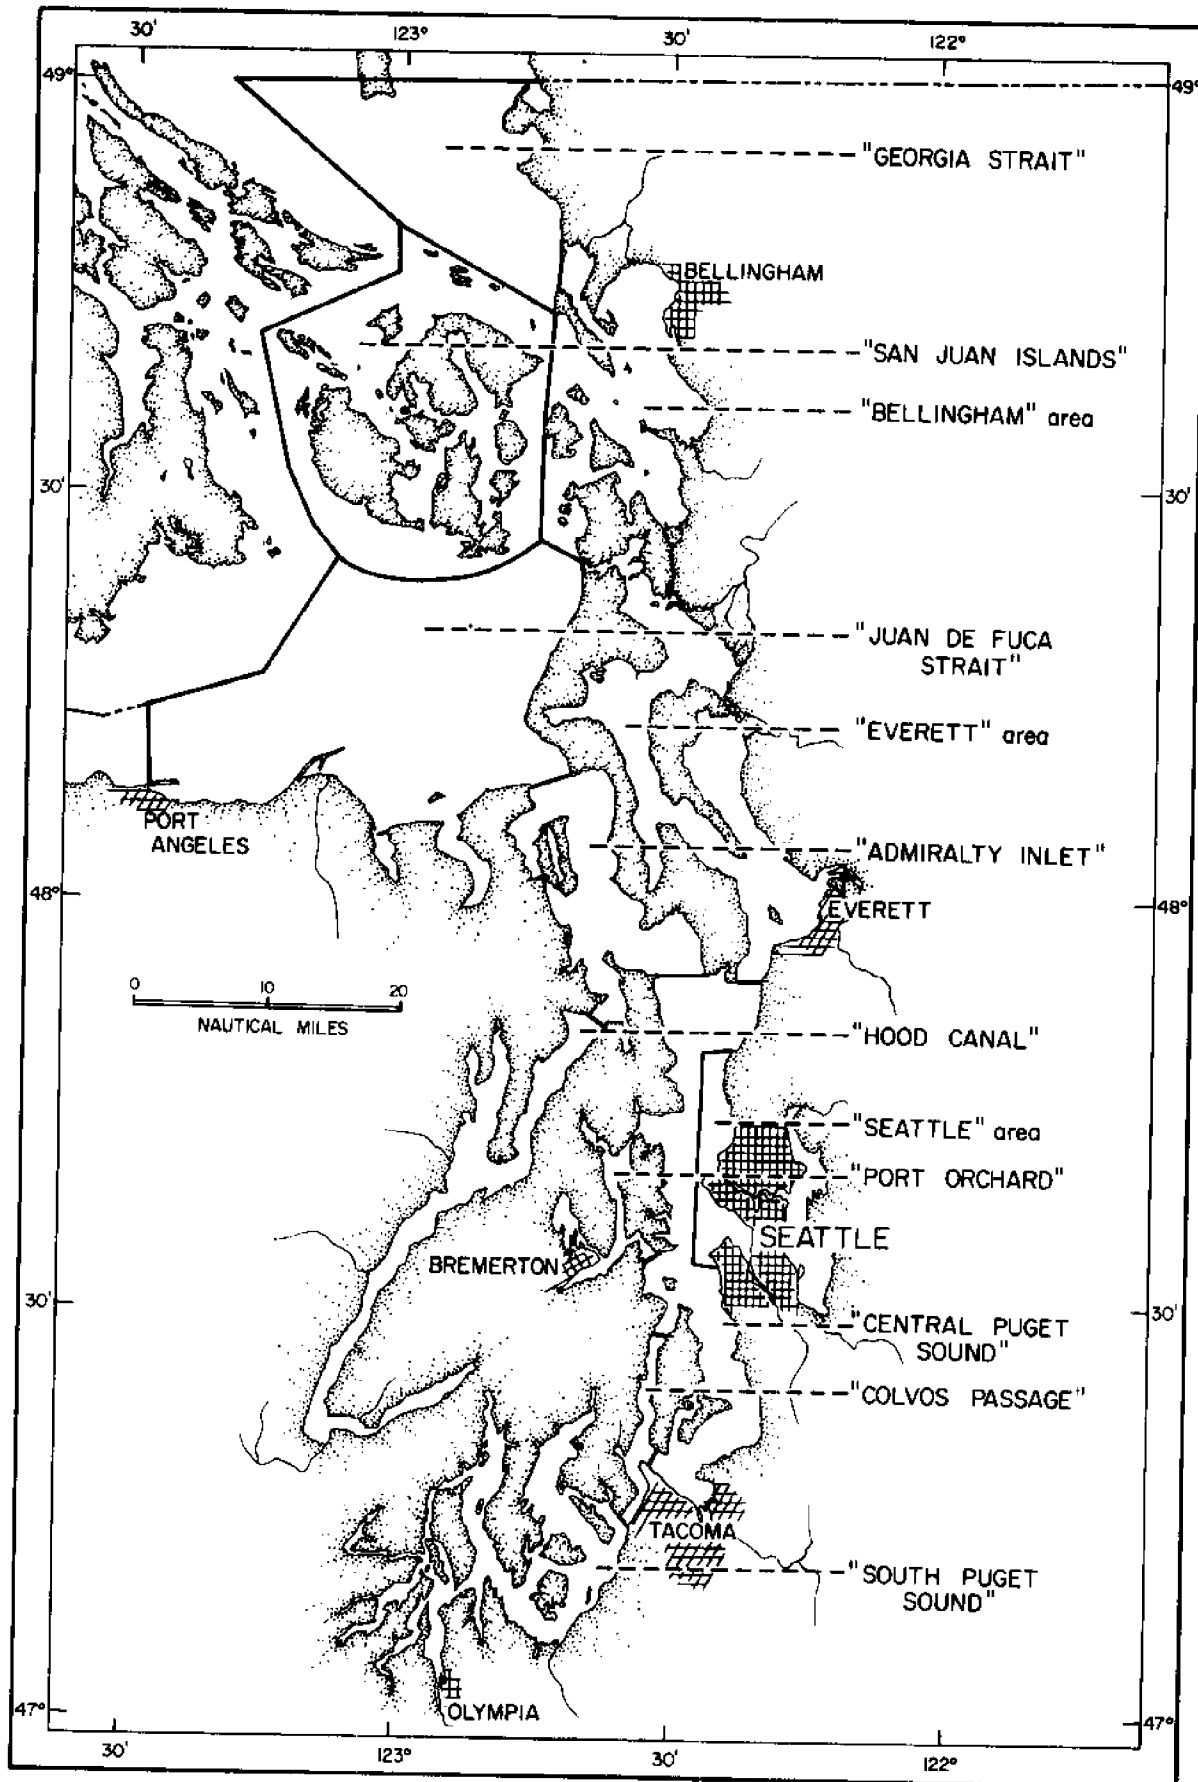 30' 123° 30' 122°
49° 49°
"GEORGIA STRAIT"
BELLINGHAM
"SAN JUAN ISLANDS"
"BELLINGHAM" area
30' 30'
"JUAN DE FUCA
STRAIT"
"EVERETT" area
PORT
ANGELES
"ADMIRALTY INLET"
48° 48°
EVERETT
0 10 20
NAUTICAL MILES
"HOOD CANAL"
"SEATTLE" area
"PORT ORCHARD"
SEATTLE
BREMERTON
30' 30'
"CENTRAL PUGET
SOUND"
"COLVOS PASSAGE"
TACOMA
"SOUTH PUGET
SOUND"
OLYMPIA
47° 47°
30' 123° 30' 122°